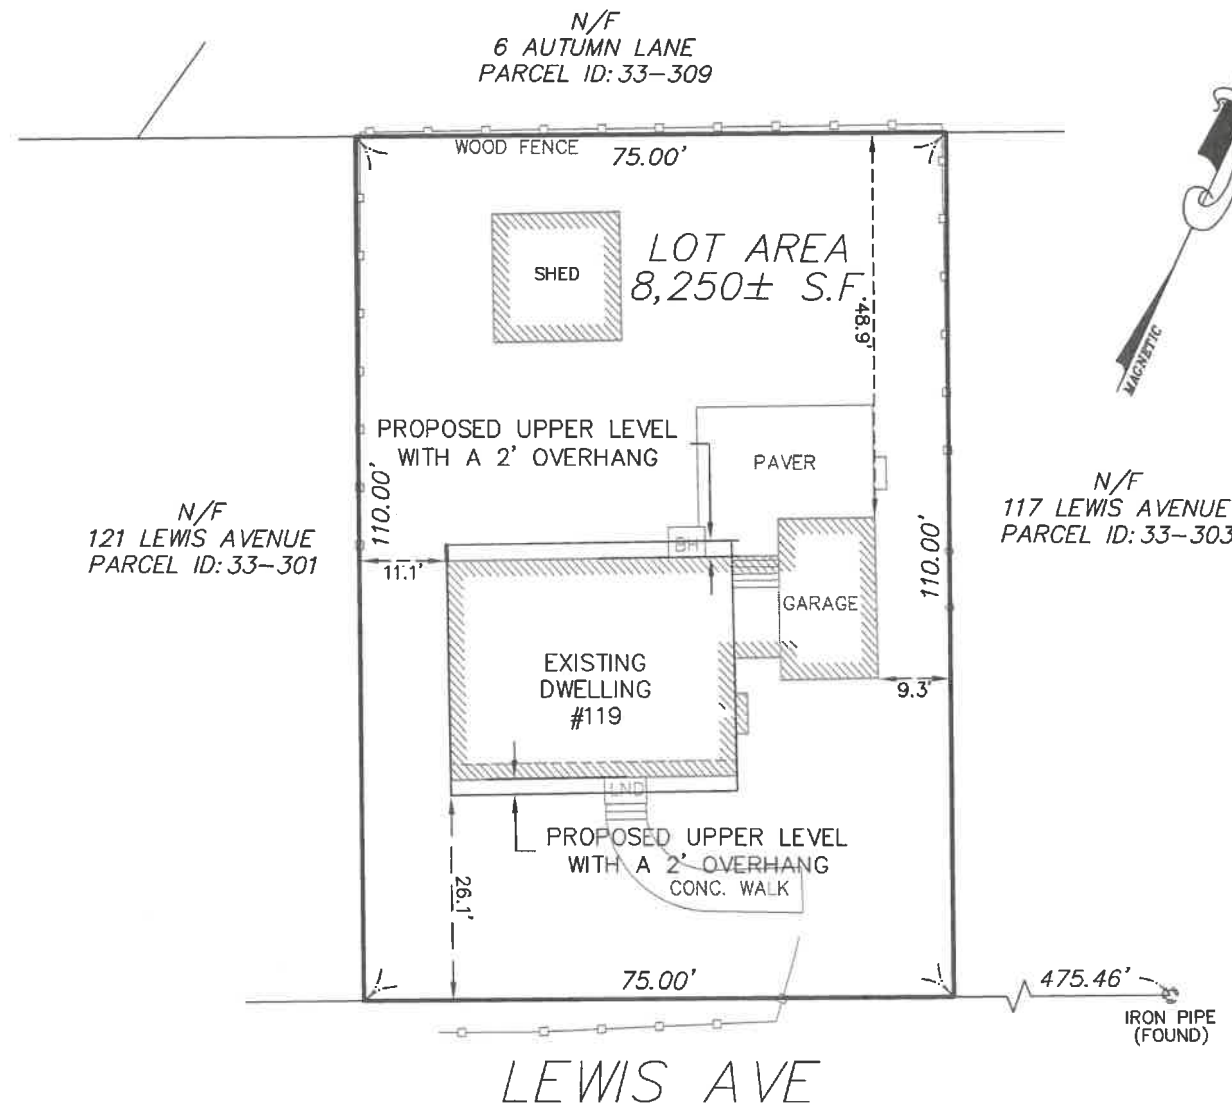 N/F
6 AUTUMN LANE
PARCEL ID: 33-309
WOOD FENCE
75.00'
SHED
LOT AREA
8,250± S.F.
48.9'
MAGNETIC
PROPOSED UPPER LEVEL
WITH A 2' OVERHANG
PAVER
N/F
121 LEWIS AVENUE
PARCEL ID: 33-301
110.00'
11.1'
BH
N/F
117 LEWIS AVENUE
PARCEL ID: 33-303
110.00'
GARAGE
9.3'
EXISTING
DWELLING
#119
LND
PROPOSED UPPER LEVEL
WITH A 2' OVERHANG
CONC. WALK
26.1'
75.00'
475.46'
IRON PIPE
(FOUND)
LEWIS AVE